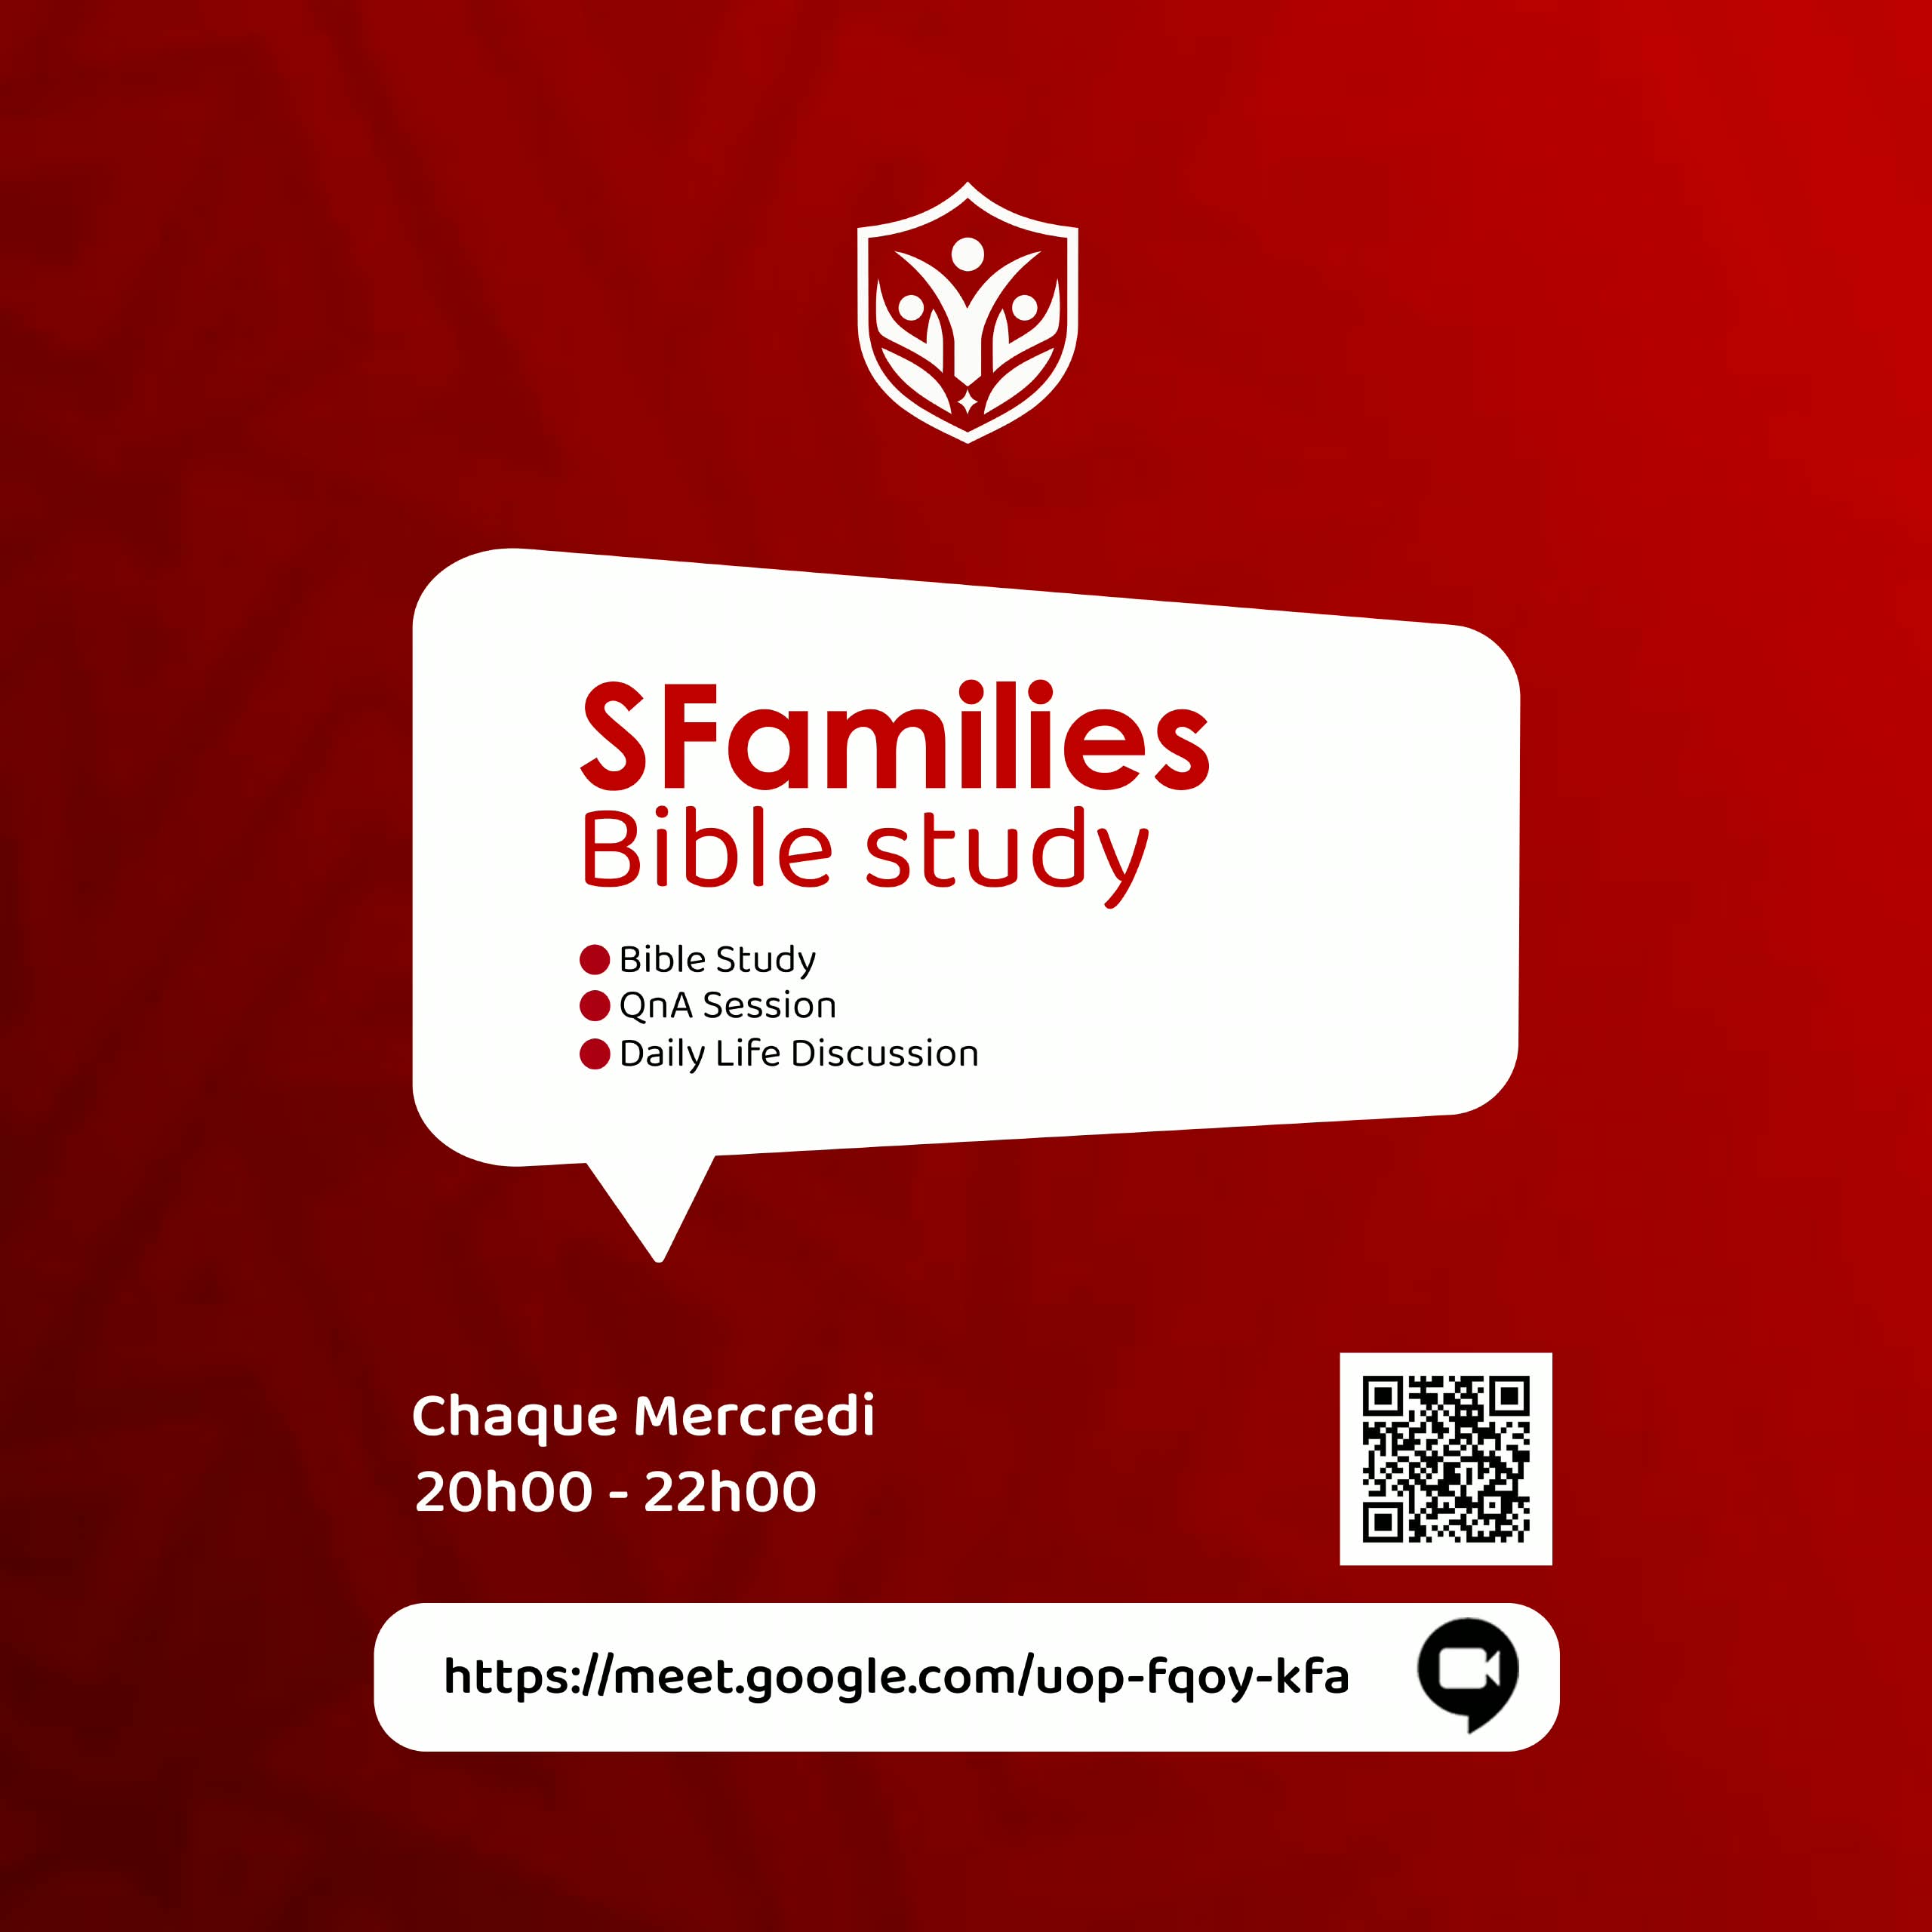 SFamilies
Bible study
Bible Study
QnA Session
Daily Life Discussion
Chaque Mercredi
20h00 - 22h00
https://meet.google.com/uop-fqoy-kfa